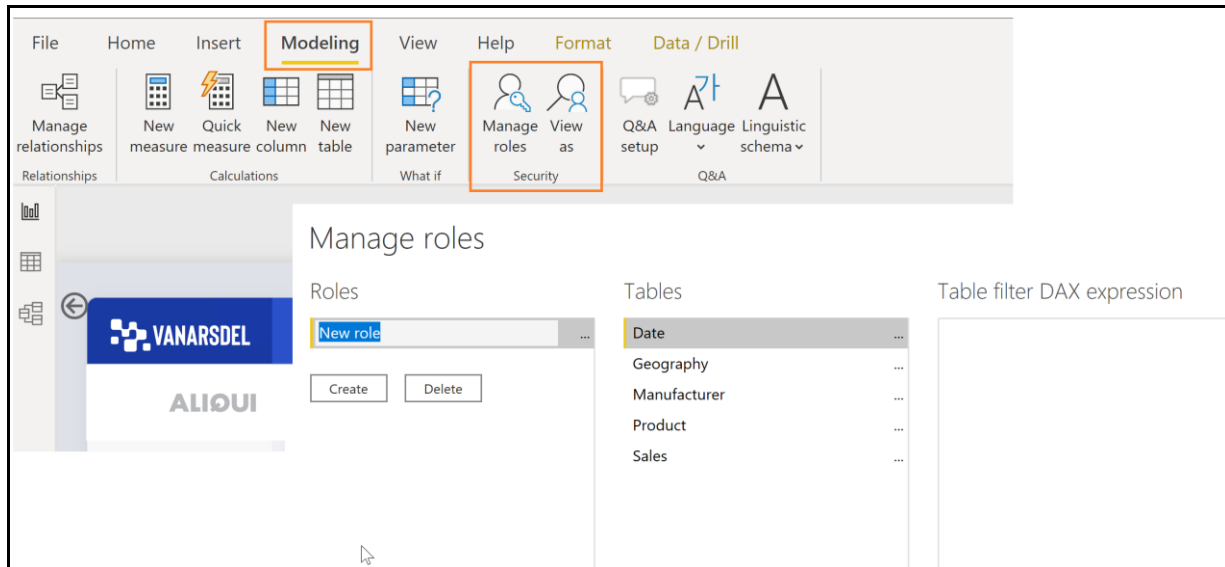 File Home Insert Modeling View Help Format Data / Drill
Manage relationships New measure Quick measure New column New table New parameter Manage roles View as Q&A setup Language Linguistic schema
Relationships Calculations What if Security Q&A
Manage roles
Roles Tables Table filter DAX expression
New role ... Date ...
Geography ...
Create Delete Manufacturer ...
Product ...
Sales ...
VANARSDEL
ALIQUI